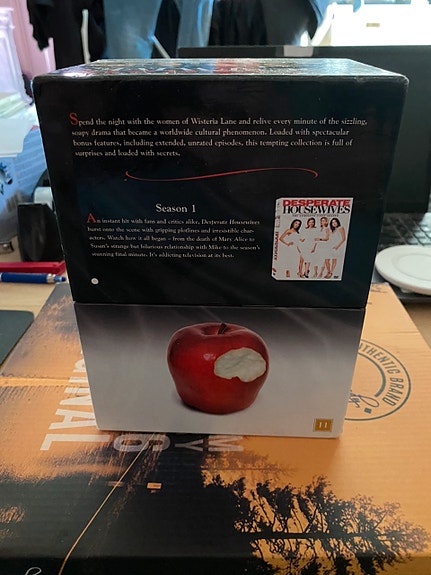 Spend the night with the women of Wisteria Lane and relive every minute of the sizzling,
soapy drama that became a worldwide cultural phenomenon. Loaded with spectacular
bonus features, including extended, unrated episodes, this tempting collection is full of
surprises and loaded with secrets.
Season 1
An instant hit with fans and critics alike, Desperate Housewives
burst onto the scene with gripping plotlines and irresistible char-
acters. Watch how it all began – from the death of Mary Alice to
Susan's strange but hilarious relationship with Mike to the season's
stunning final minute. It's addicting television at its best.
DESPERATE
HOUSEWIVES
11
AUTHENTIC BRAND